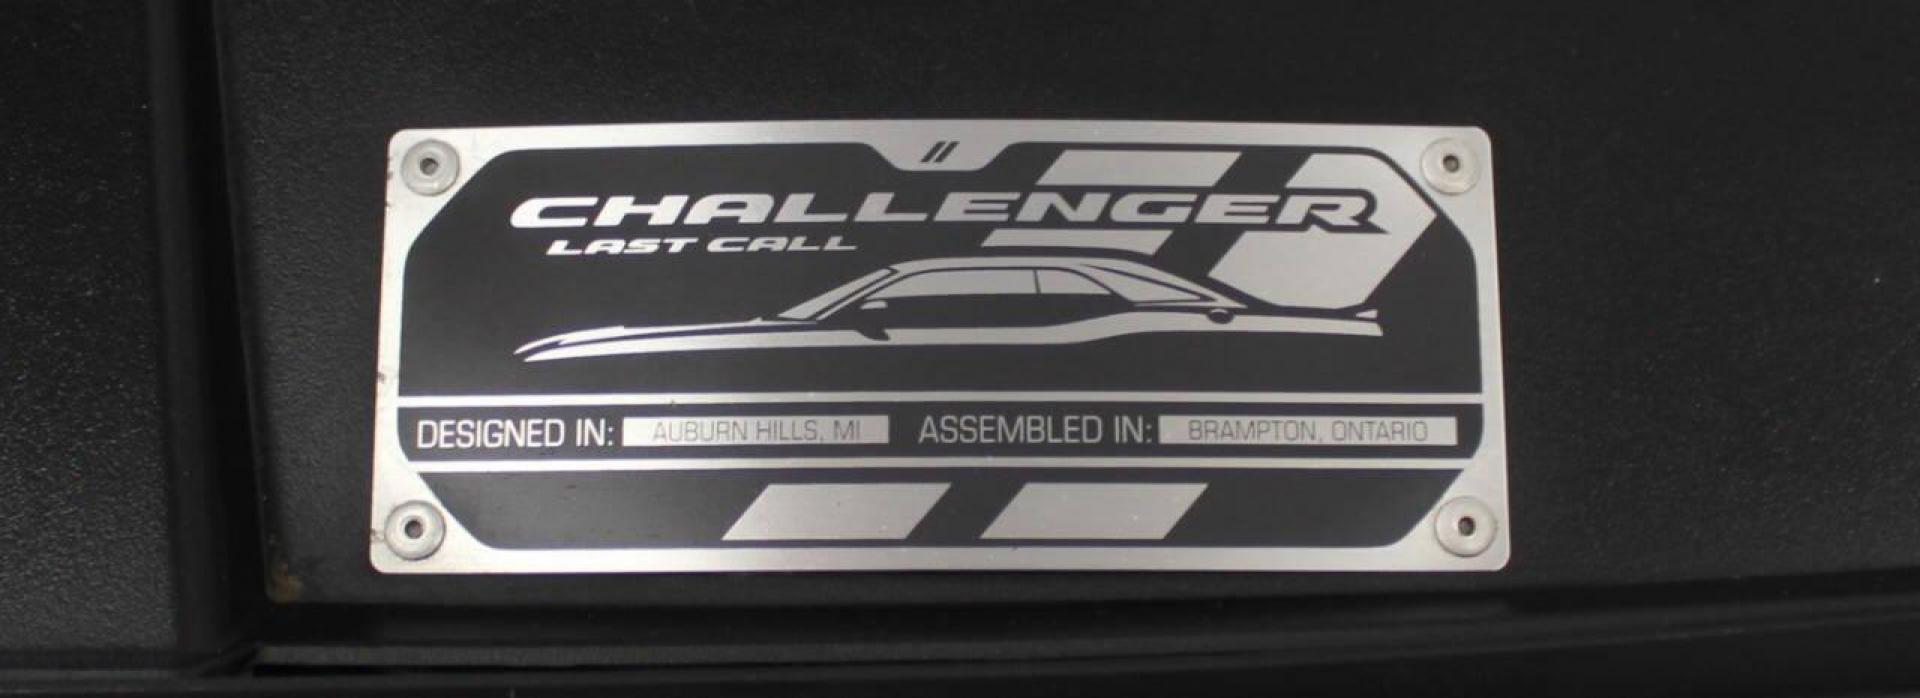 CHALLENGER
LAST CALL
DESIGNED IN: AUBURN HILLS, MI ASSEMBLED IN: BRAMPTON, ONTARIO